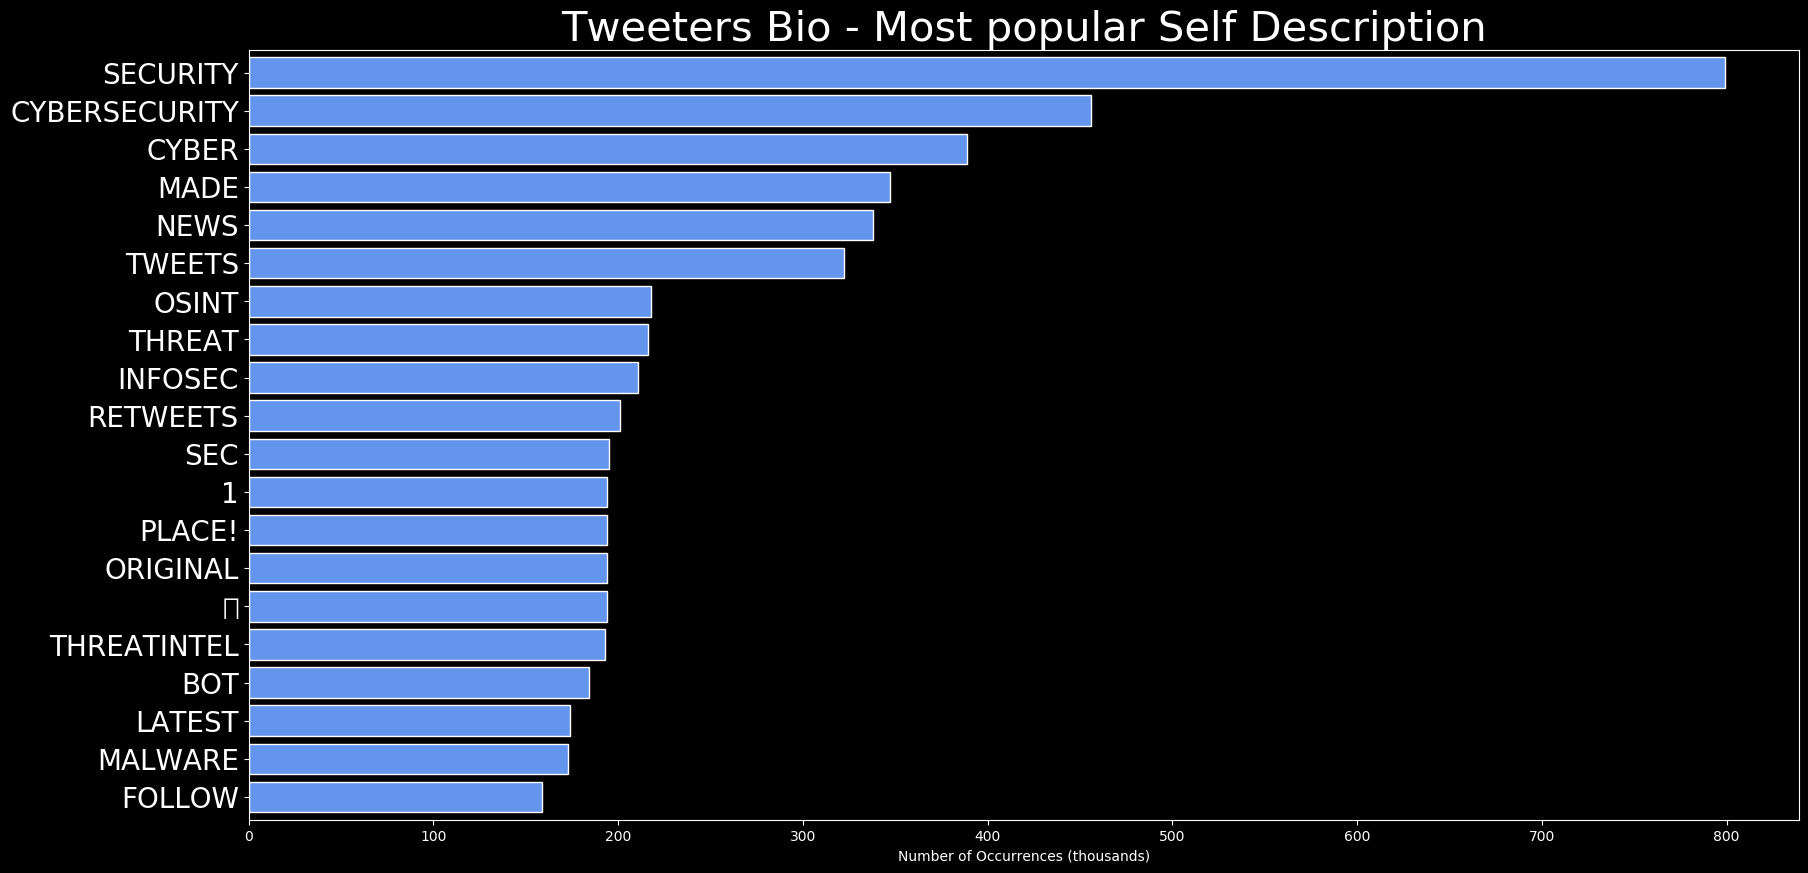 Tweeters Bio - Most popular Self Description
SECURITY
CYBERSECURITY
CYBER
MADE
NEWS
TWEETS
OSINT
THREAT
INFOSEC
RETWEETS
SEC
1
PLACE!
ORIGINAL
THREATINTEL
BOT
LATEST
MALWARE
FOLLOW
0 100 200 300 400 500 600 700 800
Number of Occurrences (thousands)